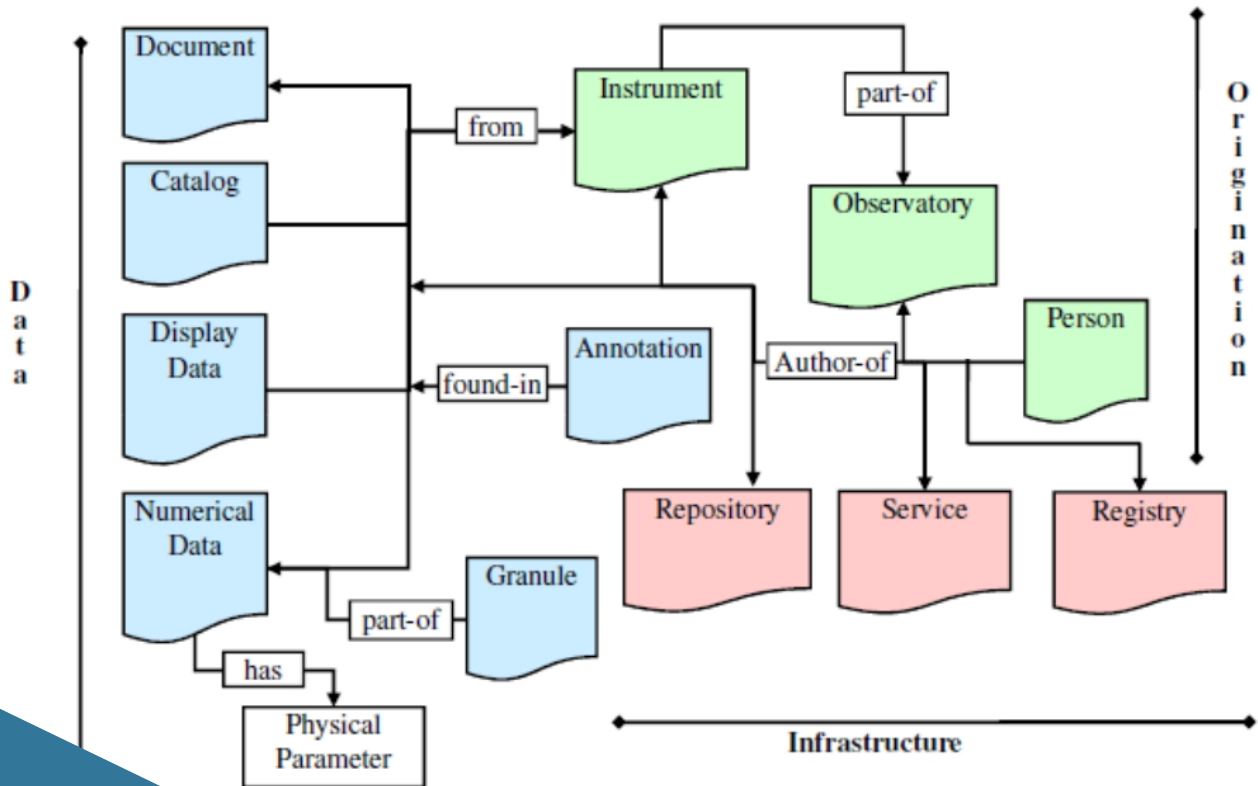 Document
Instrument
part-of
from
Catalog
Observatory
Display
Data
Annotation
Person
found-in
Author-of
Numerical
Data
Repository
Service
Registry
Granule
part-of
has
Physical
Parameter
Infrastructure
Data
Origination